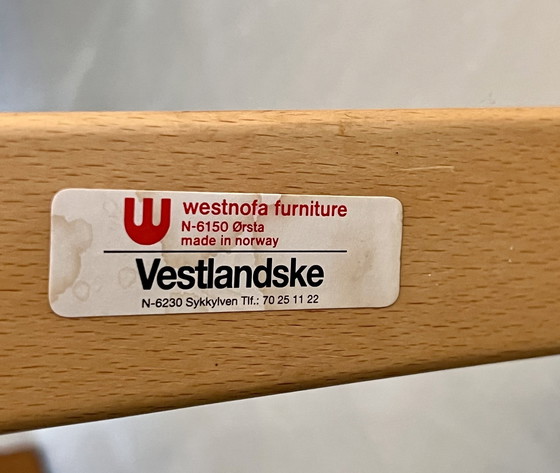 westnofa furniture
N-6150 Ørsta
made in norway
Vestlandske
N-6230 Sykkylven Tlf.: 70 25 11 22